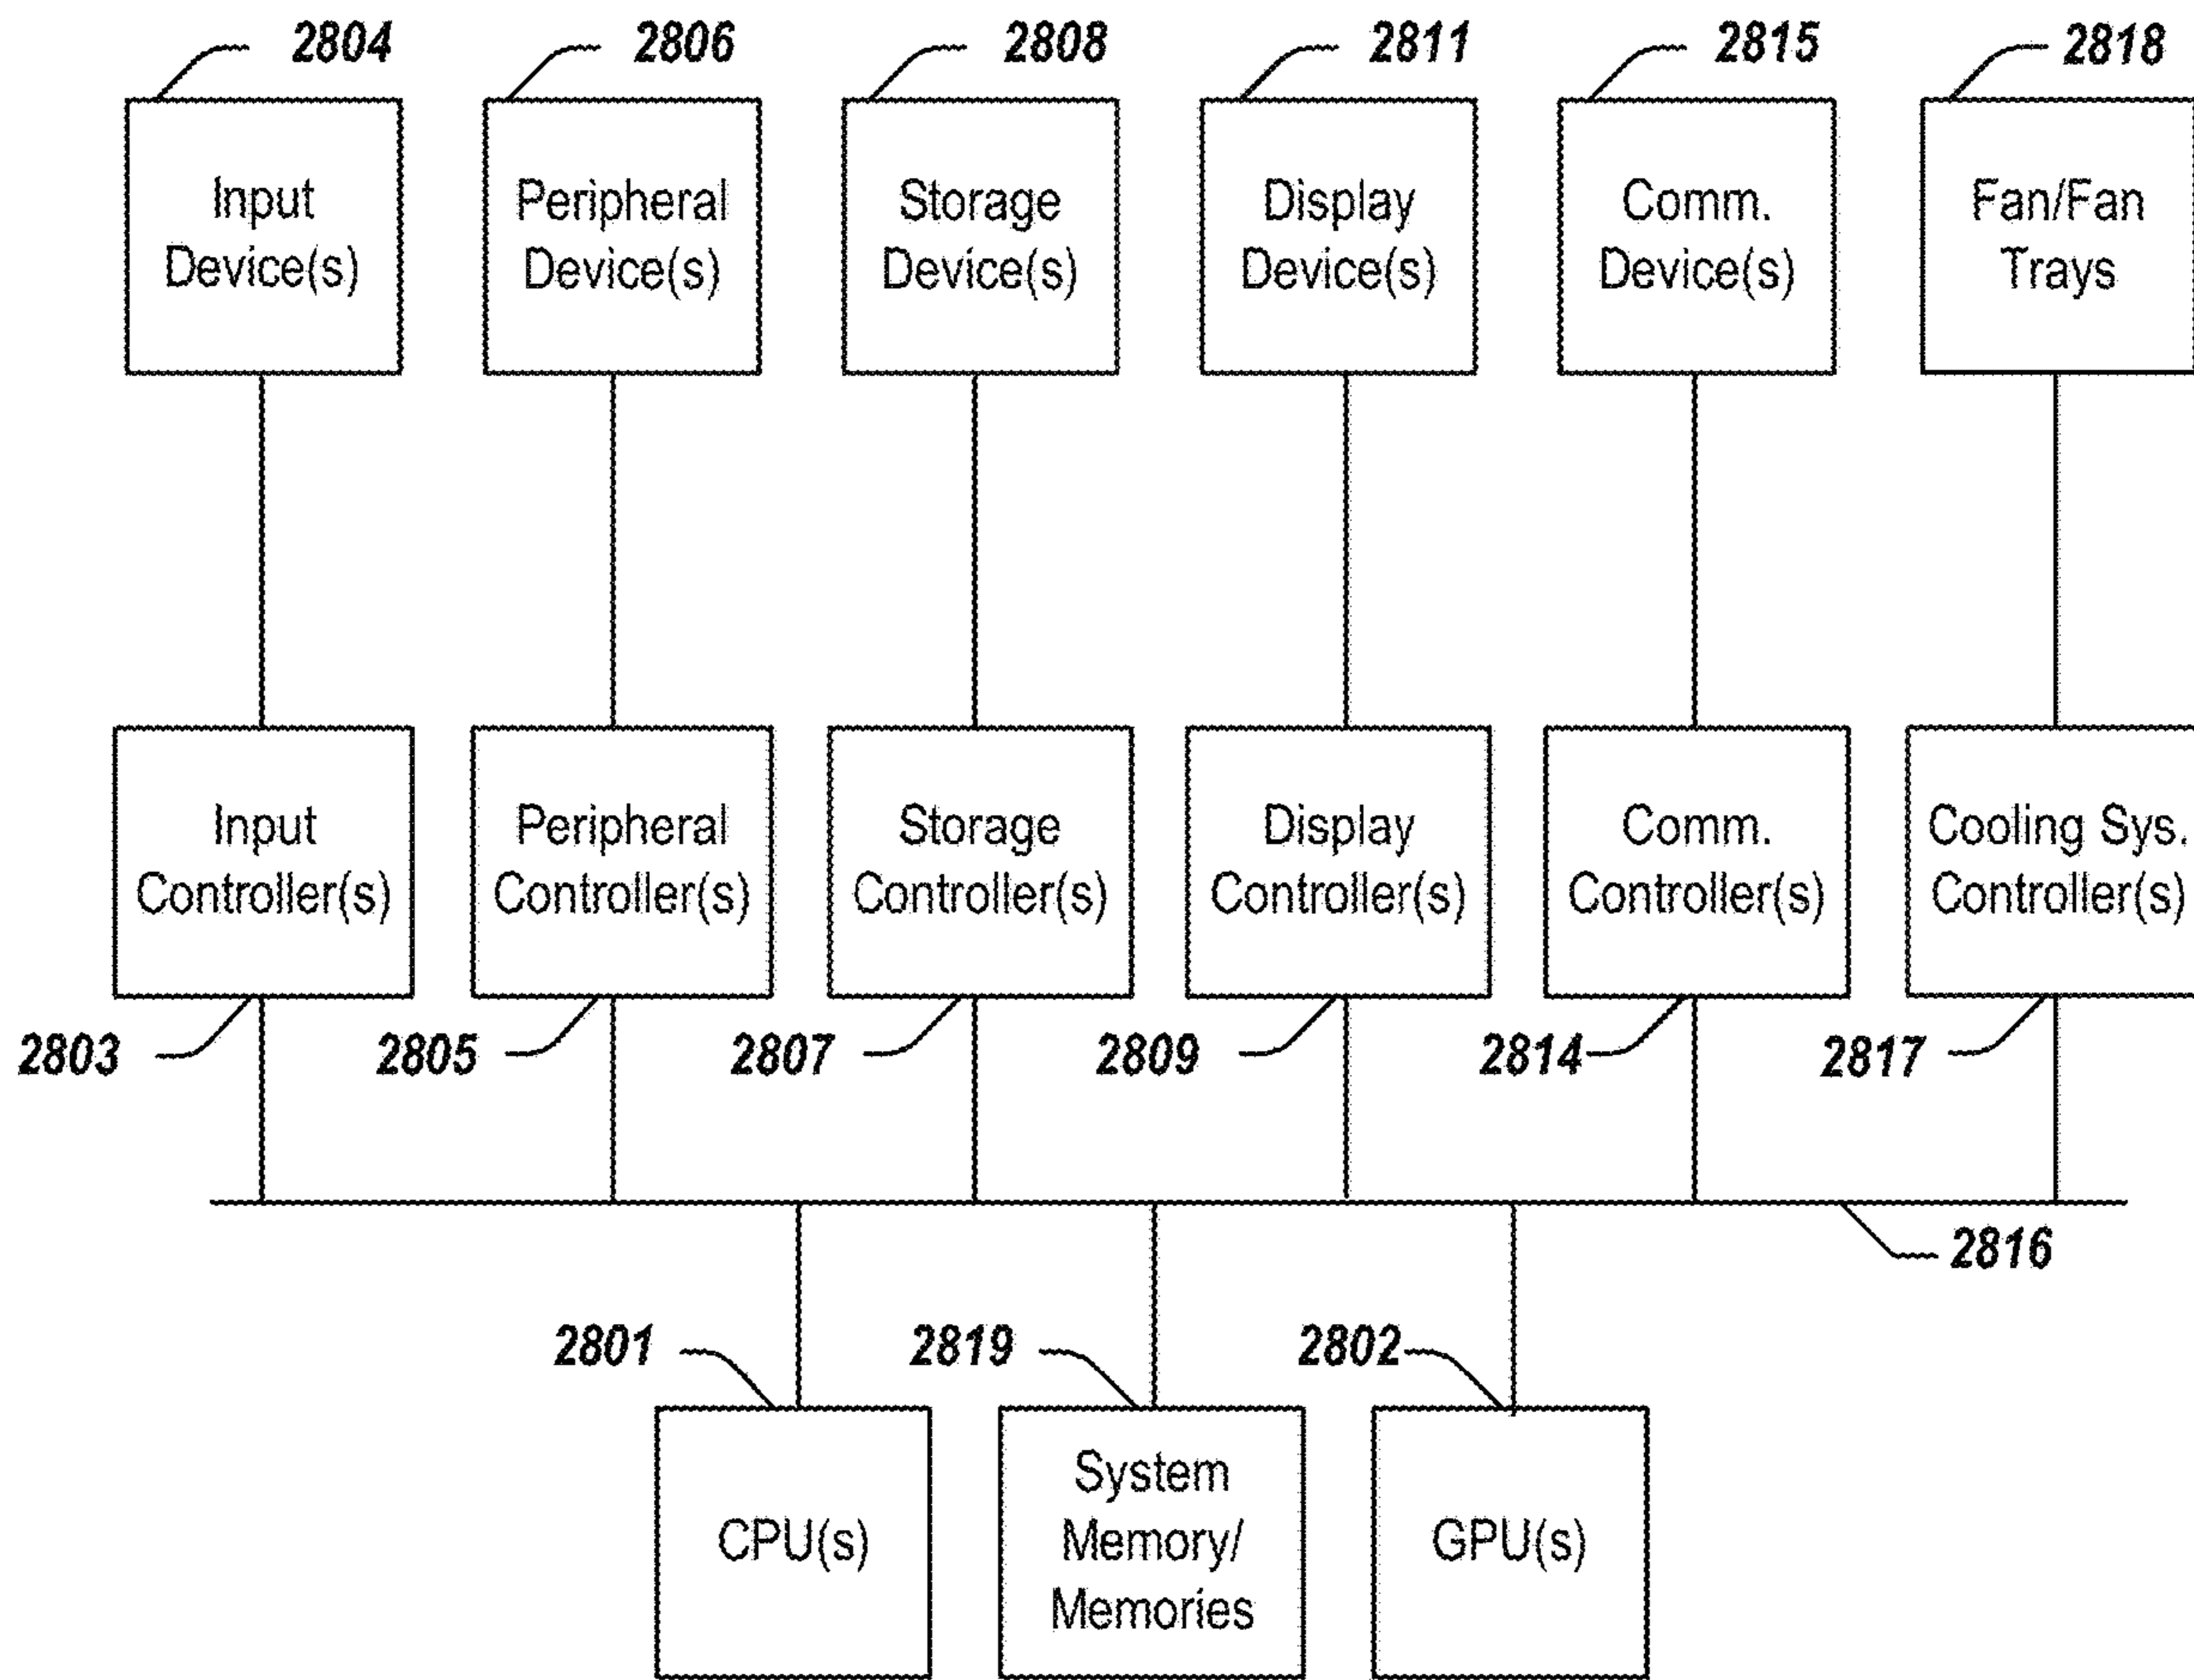 2804
2806
2808
2811
2815
2818
Input
Device(s)
Peripheral
Device(s)
Storage
Device(s)
Display
Device(s)
Comm.
Device(s)
Fan/Fan
Trays
Input
Controller(s)
Peripheral
Controller(s)
Storage
Controller(s)
Display
Controller(s)
Comm.
Controller(s)
Cooling Sys.
Controller(s)
2803
2805
2807
2809
2814
2817
2816
2801
2819
2802
CPU(s)
System
Memory/
Memories
GPU(s)